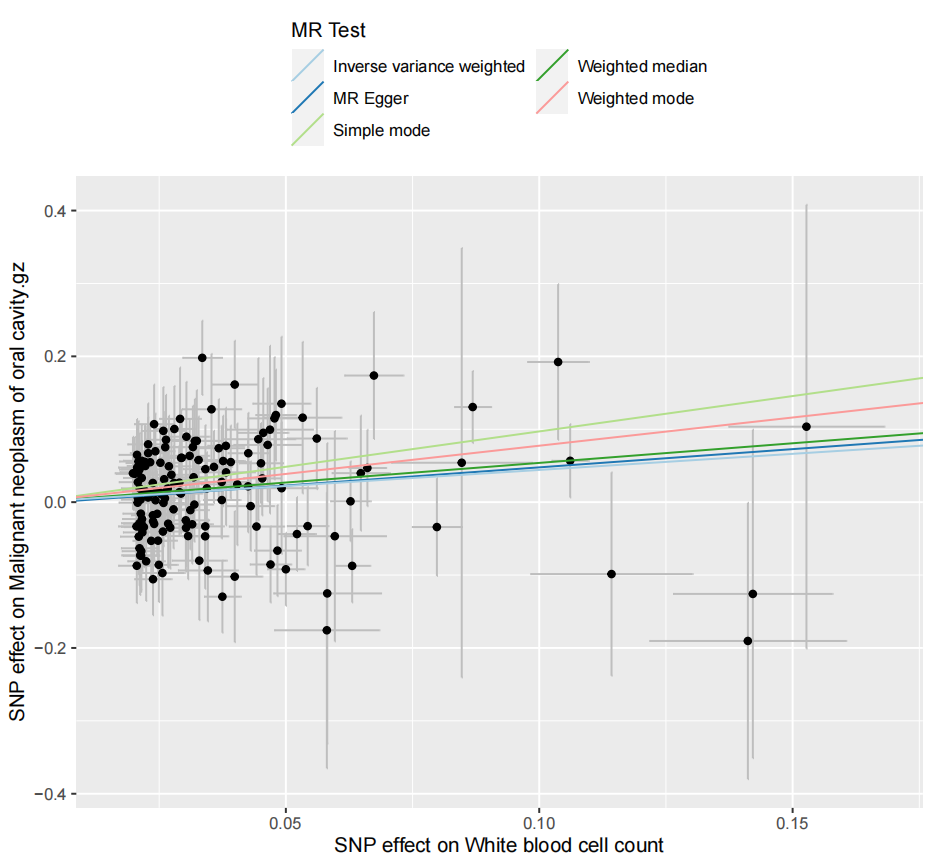 MR Test
Inverse variance weighted
Weighted median
MR Egger
Weighted mode
Simple mode
SNP effect on Malignant neoplasm of oral cavity.gz
0.4
0.2
0.0
−0.2
−0.4
0.05
0.10
0.15
SNP effect on White blood cell count